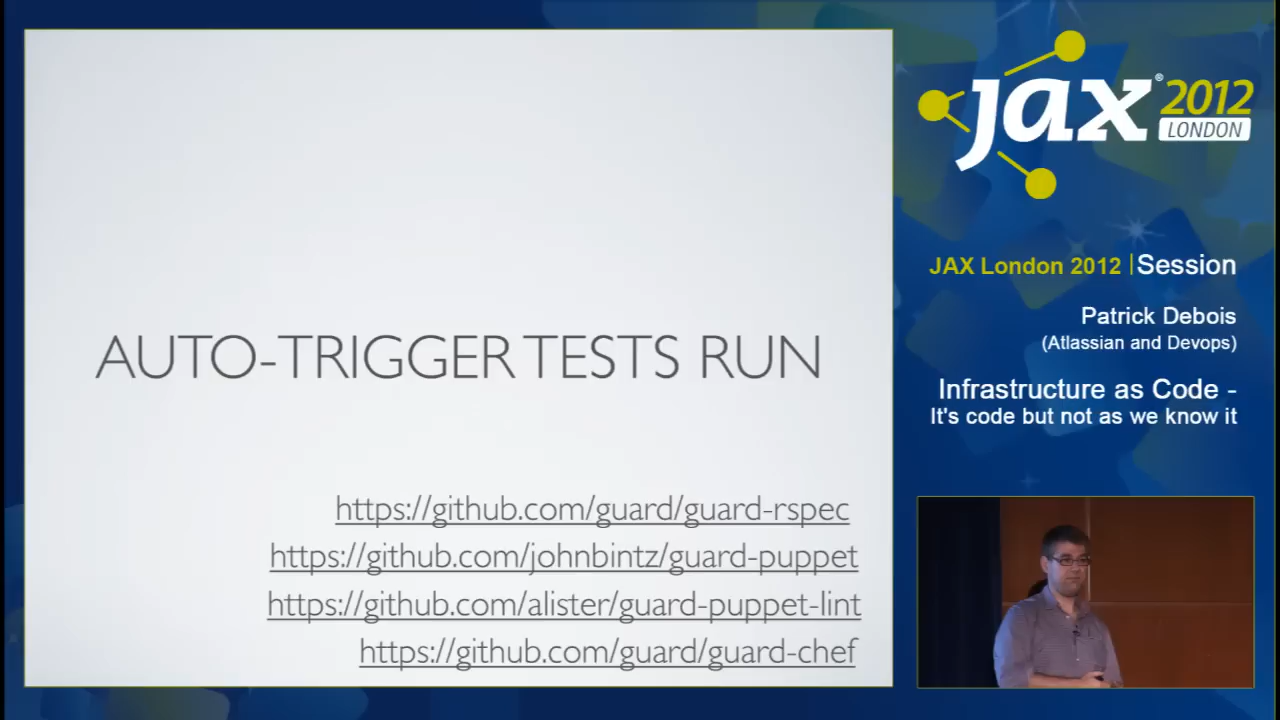 AUTO-TRIGGER TESTS RUN
https://github.com/guard/guard-rspec
https://github.com/johnbintz/guard-puppet
https://github.com/alister/guard-puppet-lint
https://github.com/guard/guard-chef
jax® 2012
LONDON
JAX London 2012 | Session
Patrick Debois
(Atlassian and Devops)
Infrastructure as Code -
It's code but not as we know it